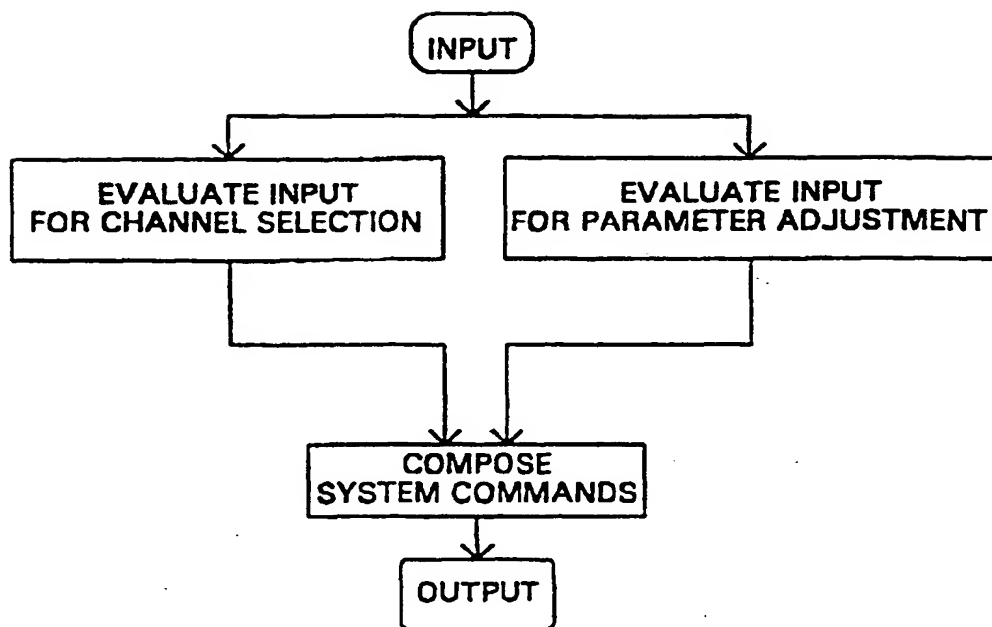 INPUT
EVALUATE INPUT
FOR CHANNEL SELECTION
EVALUATE INPUT
FOR PARAMETER ADJUSTMENT
COMPOSE
SYSTEM COMMANDS
OUTPUT